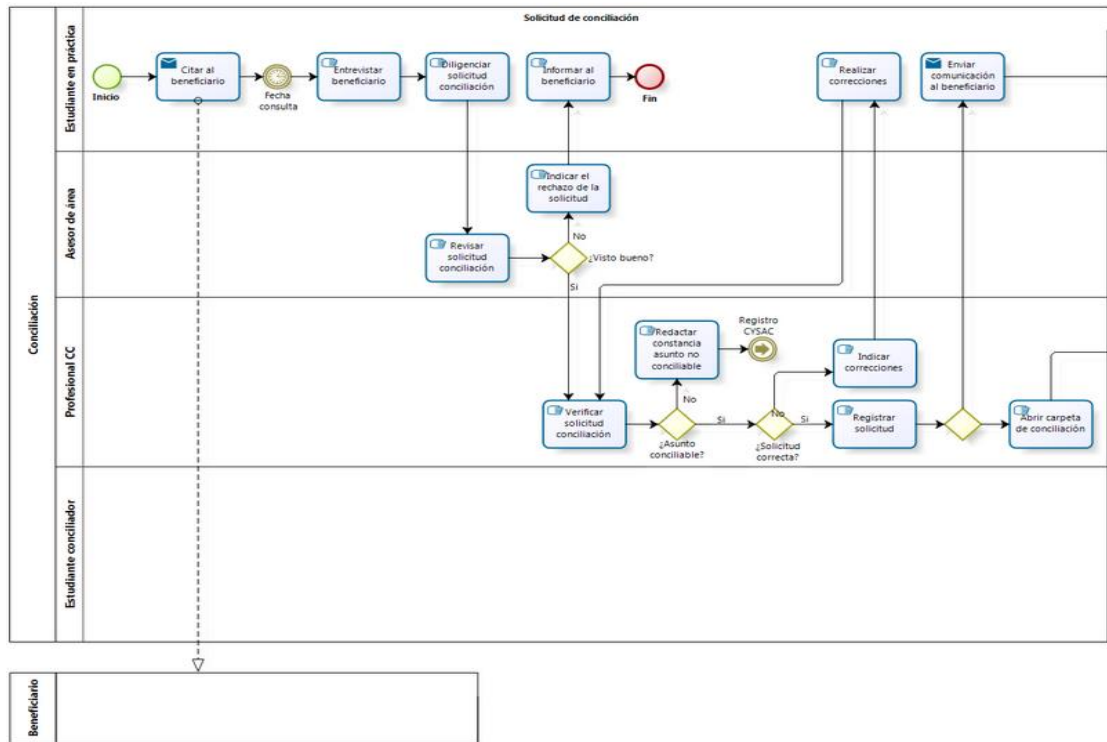 Solicitud de conciliación
Conciliación
Estudiante en práctica
Inicio
Citar al
beneficiario
Fecha
consulta
Entrevistar
beneficiario
Diligenciar
solicitud
conciliación
Informar al
beneficiario
Fin
Realizar
correcciones
Enviar
comunicación
al beneficiario
Asesor de área
Indicar el
rechazo de la
solicitud
No
Revisar
solicitud
conciliación
¿Visto bueno?
Si
Profesional CC
Redactar
constancia
asunto no
conciliable
Registro
CYSAC
Indicar
correcciones
No
Verificar
solicitud
conciliación
¿Asunto
conciliable?
Si
No
¿Solicitud
correcta?
Si
Registrar
solicitud
Abrir carpeta
de conciliación
Estudiante conciliador
Beneficiario